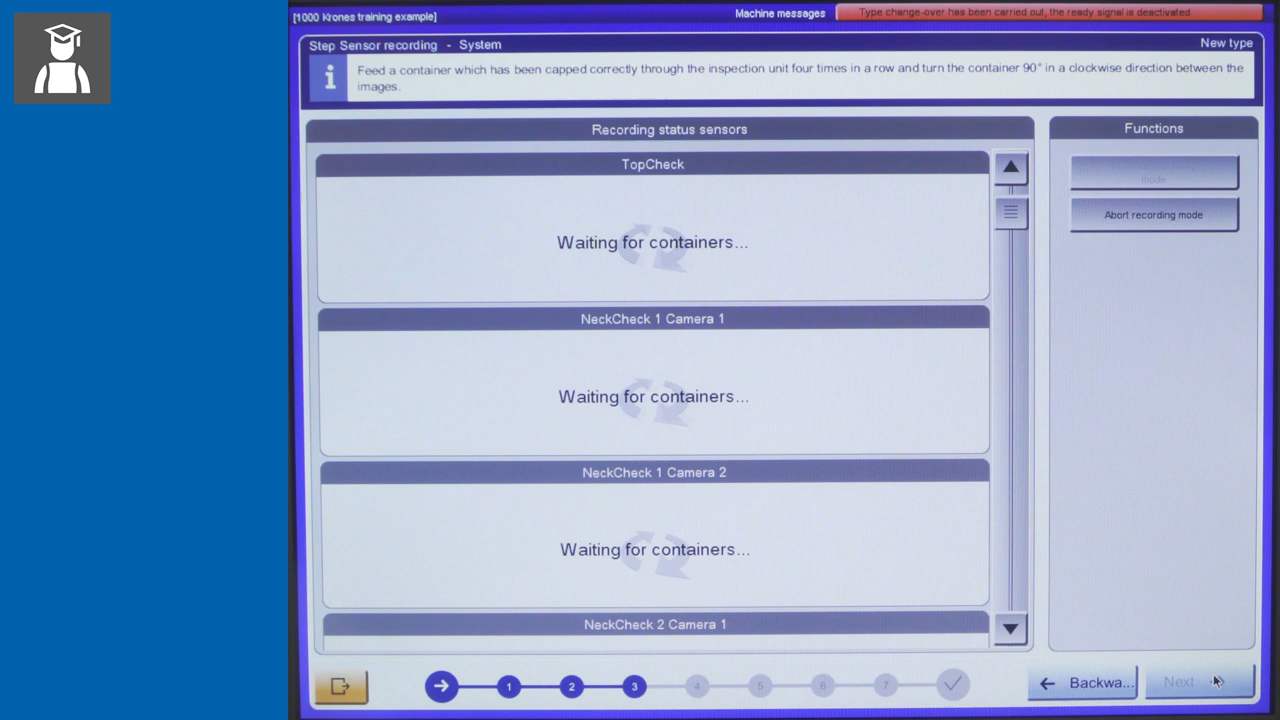 [1000 Krones training example]
Machine messages
Type change-over has been carried out, the ready signal is deactivated.
Step Sensor recording - System
New type
Feed a container which has been capped correctly through the inspection unit four times in a row and turn the container 90° in a clockwise direction between the
images.
Recording status sensors
Functions
TopCheck
mode
Abort recording mode
Waiting for containers...
NeckCheck 1 Camera 1
Waiting for containers...
NeckCheck 1 Camera 2
Waiting for containers...
NeckCheck 2 Camera 1
1 2 3 4 5 6 7
Backwa...
Next